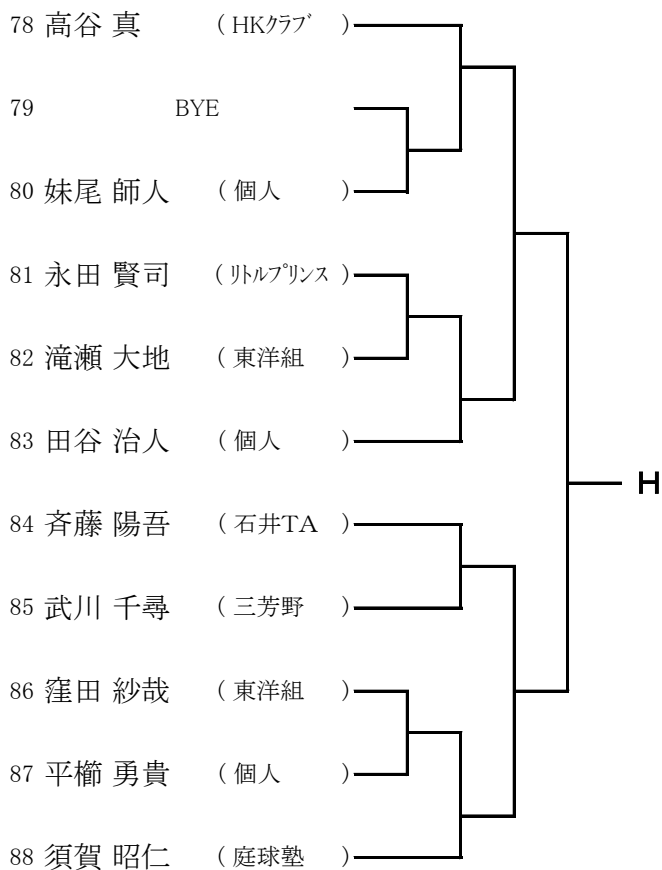 78 高谷 真 ( HKｸﾗﾌﾞ )
79 BYE
80 妹尾 師人 ( 個人 )
81 永田 賢司 ( ﾘﾄﾙﾌﾟﾘﾝｽ )
82 滝瀬 大地 ( 東洋組 )
83 田谷 治人 ( 個人 )
H
84 斉藤 陽吾 ( 石井TA )
85 武川 千尋 ( 三芳野 )
86 窪田 紗哉 ( 東洋組 )
87 平櫛 勇貴 ( 個人 )
88 須賀 昭仁 ( 庭球塾 )